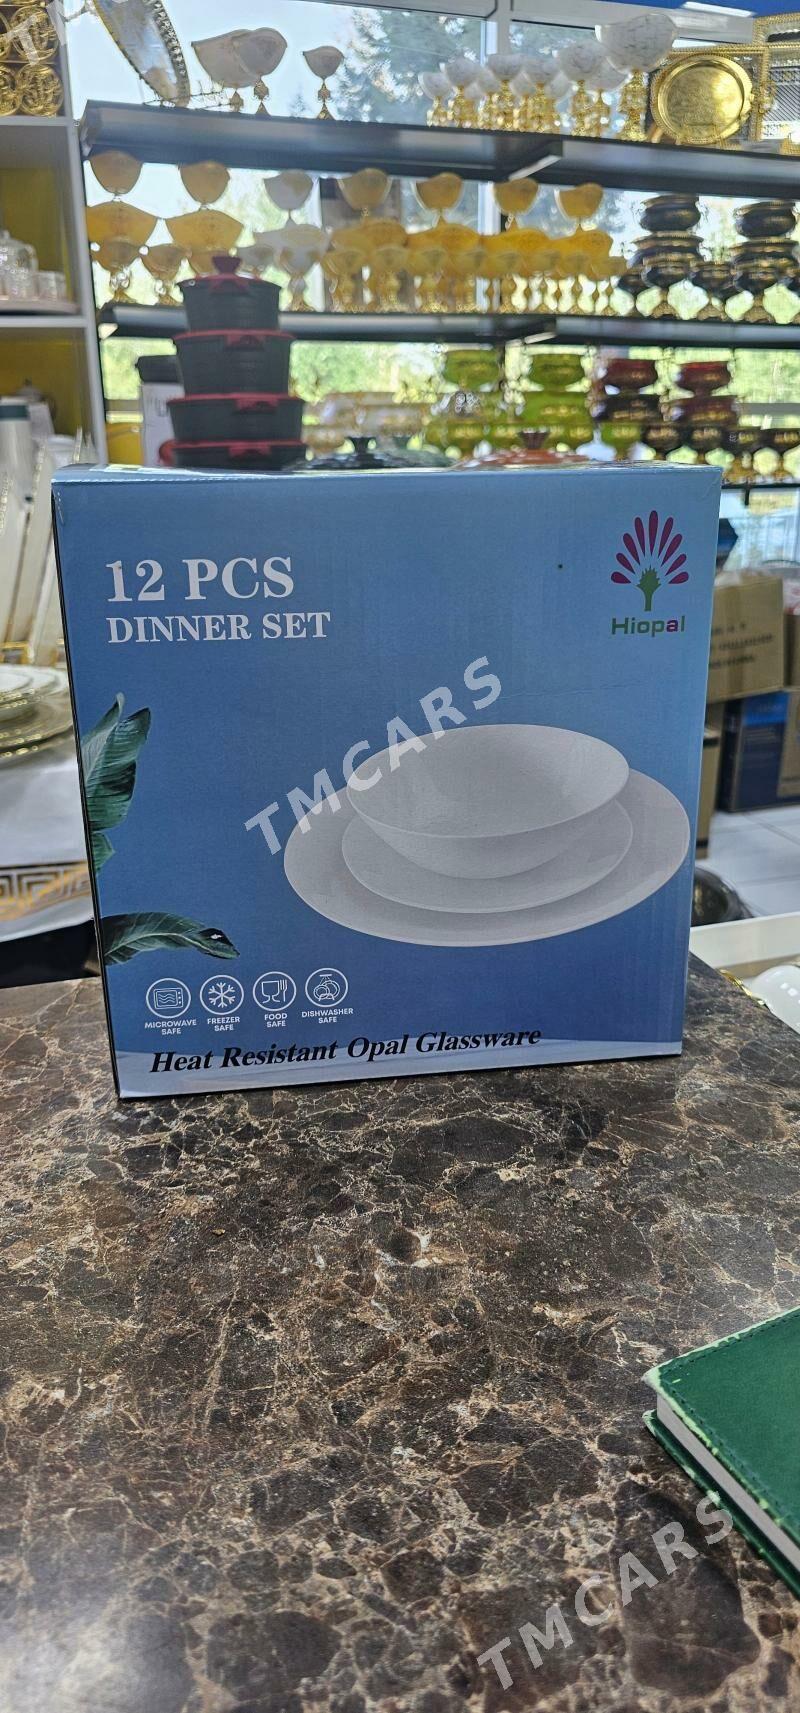 TMCARS
12 PCS
DINNER SET
Hiopal
TMCARS
MICROWAVE
SAFE
FREEZER
SAFE
FOOD
SAFE
DISHWASHER
SAFE
Heat Resistant Opal Glassware
TMCARS